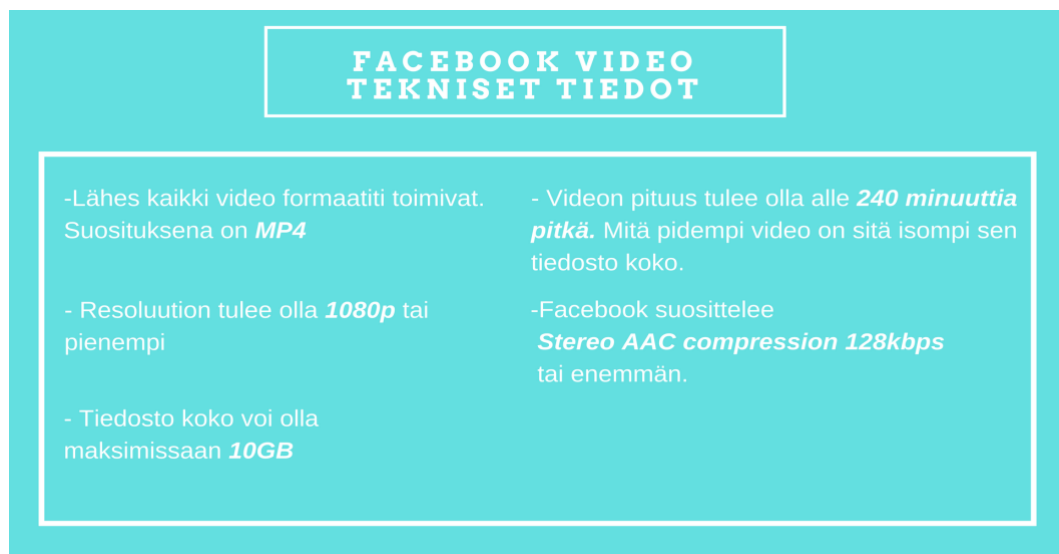 FACEBOOK VIDEO
TEKNISET TIEDOT
-Lähes kaikki video formaatiti toimivat.
Suosituksena on MP4
- Resoluution tulee olla 1080p tai
pienempi
- Tiedosto koko voi olla
maksimissaan 10GB
- Videon pituus tulee olla alle 240 minuuttia
pitkä. Mitä pidempi video on sitä isompi sen
tiedosto koko.
-Facebook suosittelee
Stereo AAC compression 128kbps
tai enemmän.